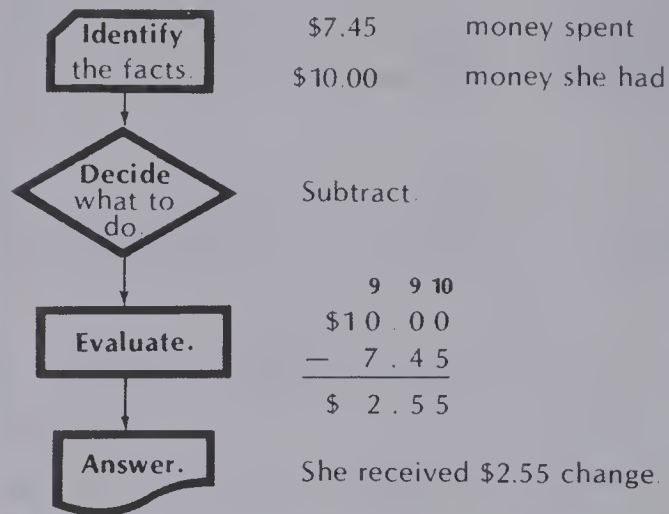 Identify
the facts.
$7.45 money spent
$10.00 money she had
Decide
what to
do.
Subtract.
Evaluate.
9 9 10
$10.00
- 7.45
$ 2.55
Answer.
She received $2.55 change.